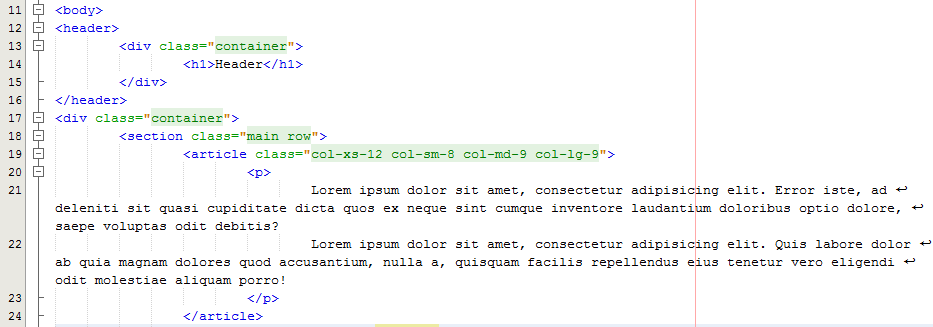 11 <body>
12 <header>
13 <div class="container">
14 <h1>Header</h1>
15 </div>
16 </header>
17 <div class="container">
18 <section class="main row">
19 <article class="col-xs-12 col-sm-8 col-md-9 col-lg-9">
20 <p>
21 Lorem ipsum dolor sit amet, consectetur adipisicing elit. Error iste, ad ↩
deleniti sit quasi cupiditate dicta quos ex neque sint cumque inventore laudantium doloribus optio dolore, ↩
saepe voluptas odit debitis?
22 Lorem ipsum dolor sit amet, consectetur adipisicing elit. Quis labore dolor ↩
ab quia magnam dolores quod accusantium, nulla a, quisquam facilis repellendus eius tenetur vero eligendi ↩
odit molestiae aliquam porro!
23 </p>
24 </article>